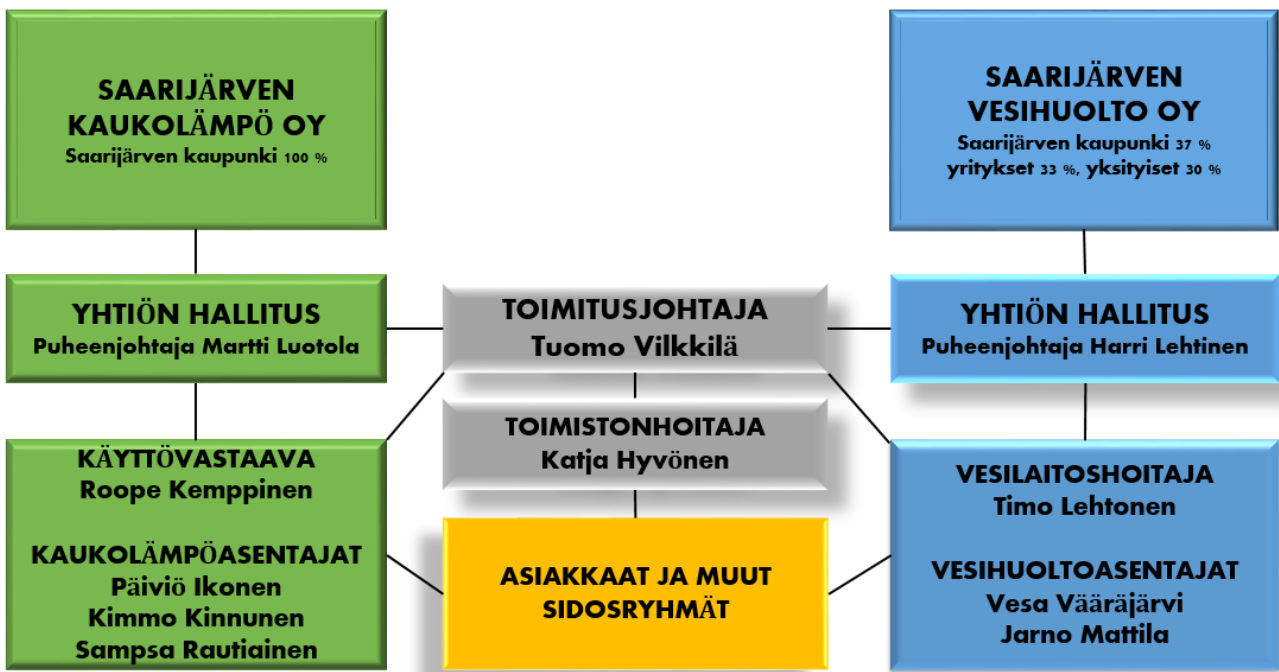 SAARIJÄRVEN
KAUKOLÄMPÖ OY
Saarijärven kaupunki 100 %
YHTIÖN HALLITUS
Puheenjohtaja Martti Luotola
KÄYTTÖVASTAAVA
Roope Kemppinen
KAUKOLÄMPÖASENTAJAT
Päiviö Ikonen
Kimmo Kinnunen
Sampsa Rautiainen
TOIMITUSJOHTAJA
Tuomo Vilkkilä
TOIMISTONHOITAJA
Katja Hyvönen
ASIAKKAAT JA MUUT
SIDOSRYHMÄT
SAARIJÄRVEN
VESIHUOLTO OY
Saarijärven kaupunki 37 %
yritykset 33 %, yksityiset 30 %
YHTIÖN HALLITUS
Puheenjohtaja Harri Lehtinen
VESILAITOSHOITAJA
Timo Lehtonen
VESIHUOLTOASENTAJAT
Vesa Vääräjärvi
Jarno Mattila